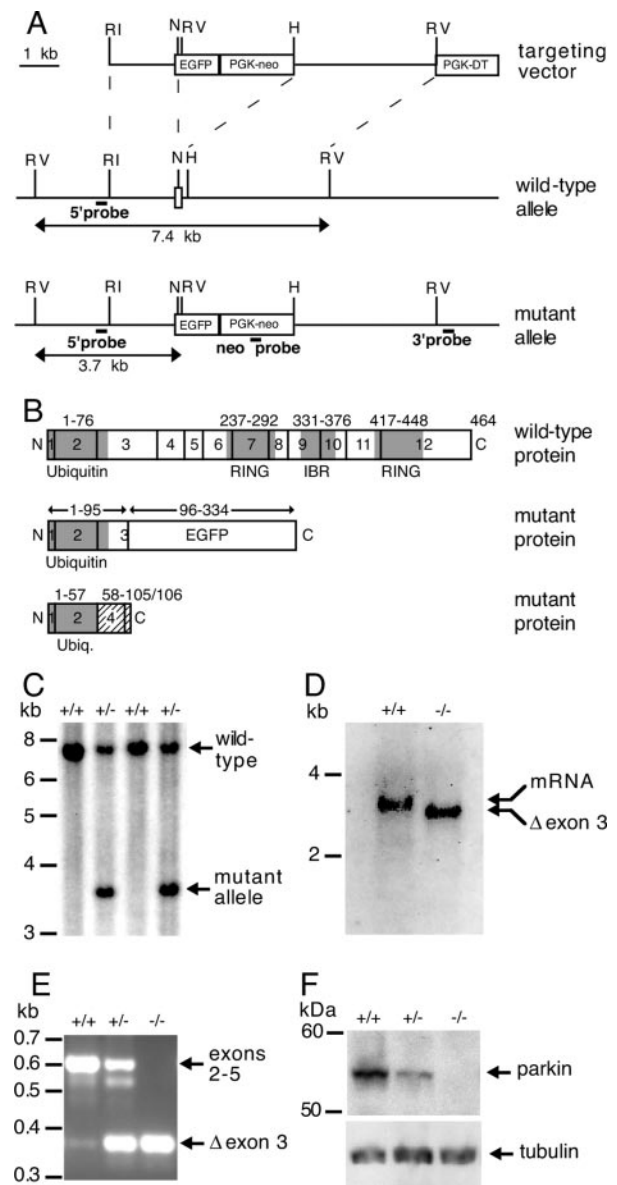 A
1 kb
RI NRV H RV
EGFP PGK-neo PGK-DT
targeting
vector
RV RI NH RV
5'probe
7.4 kb
wild-type
allele
RV RI NRV H RV
EGFP PGK-neo
5'probe neo probe 3'probe
3.7 kb
mutant
allele
B
1-76 237-292 331-376 417-448 464
N 1 2 3 4 5 6 7 8 9 10 11 12 C
Ubiquitin RING IBR RING
wild-type
protein
1-95 96-334
N 1 2 3 EGFP C
Ubiquitin
mutant
protein
1-57 58-105/106
N 1 2 4 C
Ubiq.
mutant
protein
C
kb +/+ +/- +/+ +/-
8
6
5
4
3
wild-
type
mutant
allele
D
kb +/+ -/-
4
2
mRNA
Δexon 3
E
kb +/+ +/- -/-
0.7
0.6
0.5
0.4
0.3
exons
2-5
Δexon 3
F
kDa +/+ +/- -/-
60
50
parkin
tubulin